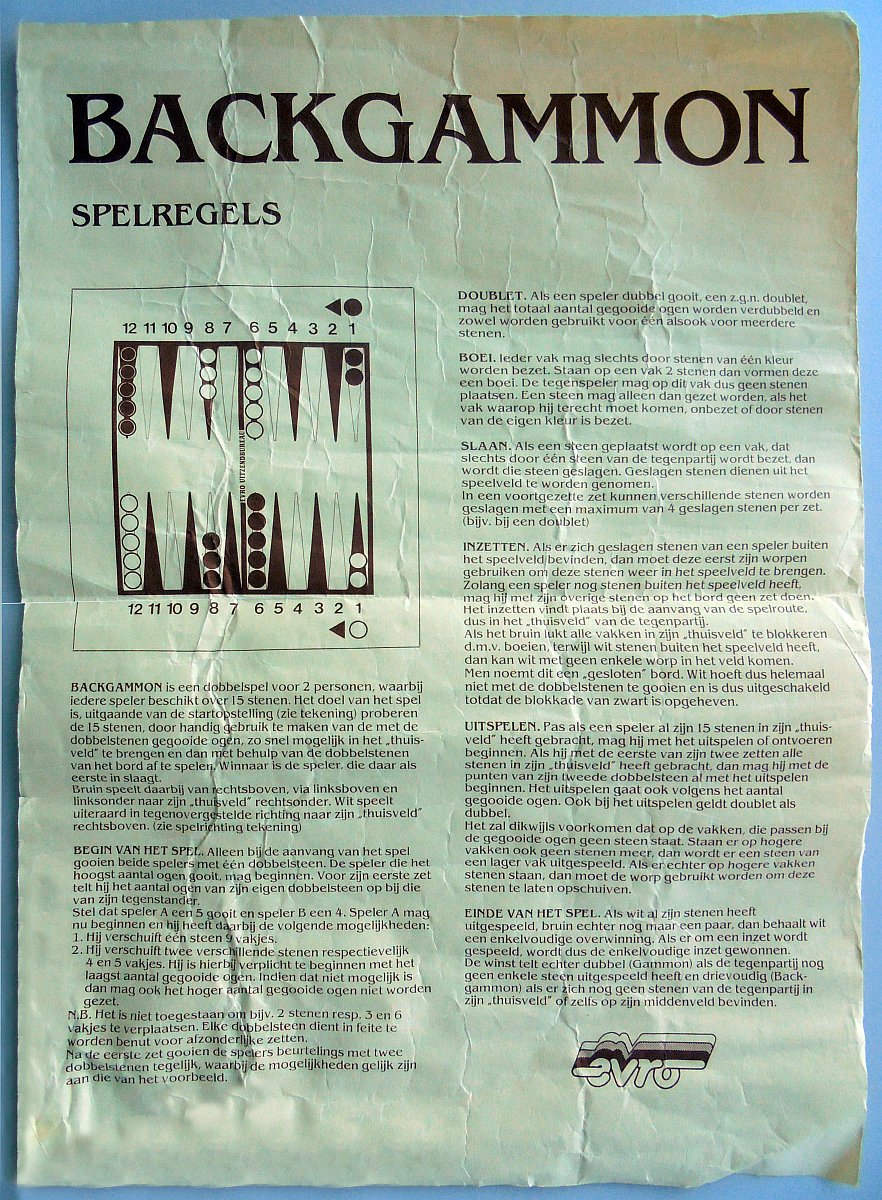 BACKGAMMON
SPELREGELS
12 11 10 9 8 7 6 5 4 3 2 1
EVRO UITZENDBUREAU
12 11 10 9 8 7 6 5 4 3 2 1
BACKGAMMON is een dobbelspel voor 2 personen, waarbij
iedere speler beschikt over 15 stenen. Het doel van het spel
is, uitgaande van de startopstelling (zie tekening) proberen
de 15 stenen, door handig gebruik te maken van de met de
dobbelstenen gegooide ogen, zo snel mogelijk in het „thuis-
veld" te brengen en dan met behulp van de dobbelstenen
van het bord af te spelen. Winnaar is de speler, die daar als
eerste in slaagt.
Bruin speelt daarbij van rechtsboven, via linksboven en
linksonder naar zijn „thuisveld" rechtsonder. Wit speelt
uiteraard in tegenovergestelde richting naar zijn „thuisveld"
rechtsboven. (zie spelrichting tekening)
BEGIN VAN HET SPEL. Alleen bij de aanvang van het spel
gooien beide spelers met één dobbelsteen. De speler die het
hoogst aantal ogen gooit, mag beginnen. Voor zijn eerste zet
telt hij het aantal ogen van zijn eigen dobbelsteen op bij die
van zijn tegenstander.
Stel dat speler A een 5 gooit en speler B een 4. Speler A mag
nu beginnen en hij heeft daarbij de volgende mogelijkheden:
1. Hij verschuift één steen 9 vakjes.
2. Hij verschuift twee verschillende stenen respectievelijk
4 en 5 vakjes. Hij is hierbij verplicht te beginnen met het
laagst aantal gegooide ogen. Indien dat niet mogelijk is
dan mag ook het hoger aantal gegooide ogen niet worden
gezet.
N.B. Het is niet toegestaan om bijv. 2 stenen resp. 3 en 6
vakjes te verplaatsen. Elke dobbelsteen dient in feite te
worden benut voor afzonderlijke zetten.
Na de eerste zet gooien de spelers beurtelings met twee
dobbelstenen tegelijk, waarbij de mogelijkheden gelijk zijn
aan die van het voorbeeld.
DOUBLET. Als een speler dubbel gooit, een z.g.n. doublet,
mag het totaal aantal gegooide ogen worden verdubbeld en
zowel worden gebruikt voor één alsook voor meerdere
stenen.
BOEI. Ieder vak mag slechts door stenen van één kleur
worden bezet. Staan op een vak 2 stenen dan vormen deze
een boei. De tegenspeler mag op dit vak dus geen stenen
plaatsen. Een steen mag alleen dan gezet worden, als het
vak waarop hij terecht moet komen, onbezet of door stenen
van de eigen kleur is bezet.
SLAAN. Als een steen geplaatst wordt op een vak, dat
slechts door één steen van de tegenpartij wordt bezet, dan
wordt die steen geslagen. Geslagen stenen dienen uit het
speelveld te worden genomen.
In een voortgezette zet kunnen verschillende stenen worden
geslagen met een maximum van 4 geslagen stenen per zet.
(bijv. bij een doublet)
INZETTEN. Als er zich geslagen stenen van een speler buiten
het speelveld bevinden, dan moet deze eerst zijn worpen
gebruiken om deze stenen weer in het speelveld te brengen.
Zolang een speler nog stenen buiten het speelveld heeft,
mag hij met zijn overige stenen op het bord geen zet doen.
Het inzetten vindt plaats bij de aanvang van de spelroute,
dus in het „thuisveld" van de tegenpartij.
Als het bruin lukt alle vakken in zijn „thuisveld" te blokkeren
d.m.v. boeien, terwijl wit stenen buiten het speelveld heeft,
dan kan wit met geen enkele worp in het veld komen.
Men noemt dit een „gesloten" bord. Wit hoeft dus helemaal
niet met de dobbelstenen te gooien en is dus uitgeschakeld
totdat de blokkade van zwart is opgeheven.
UITSPELEN. Pas als een speler al zijn 15 stenen in zijn „thuis-
veld" heeft gebracht, mag hij met het uitspelen of ontvoeren
beginnen. Als hij met de eerste van zijn twee zetten alle
stenen in zijn „thuisveld" heeft gebracht, dan mag hij met de
punten van zijn tweede dobbelsteen al met het uitspelen
beginnen. Het uitspelen gaat ook volgens het aantal
gegooide ogen. Ook bij het uitspelen geldt doublet als
dubbel.
Het zal dikwijls voorkomen dat op de vakken, die passen bij
de gegooide ogen geen steen staat. Staan er op hogere
vakken ook geen stenen meer, dan wordt er een steen van
een lager vak uitgespeeld. Als er echter op hogere vakken
stenen staan, dan moet de worp gebruikt worden om deze
stenen te laten opschuiven.
EINDE VAN HET SPEL. Als wit al zijn stenen heeft
uitgespeeld, bruin echter nog maar een paar, dan behaalt wit
een enkelvoudige overwinning. Als er om een inzet wordt
gespeeld, wordt dus de enkelvoudige inzet gewonnen.
De winst telt echter dubbel (Gammon) als de tegenpartij nog
geen enkele steen uitgespeeld heeft en drievoudig (Back-
gammon) als er zich nog geen stenen van de tegenpartij in
zijn „thuisveld" of zelfs op zijn middenveld bevinden.
evro